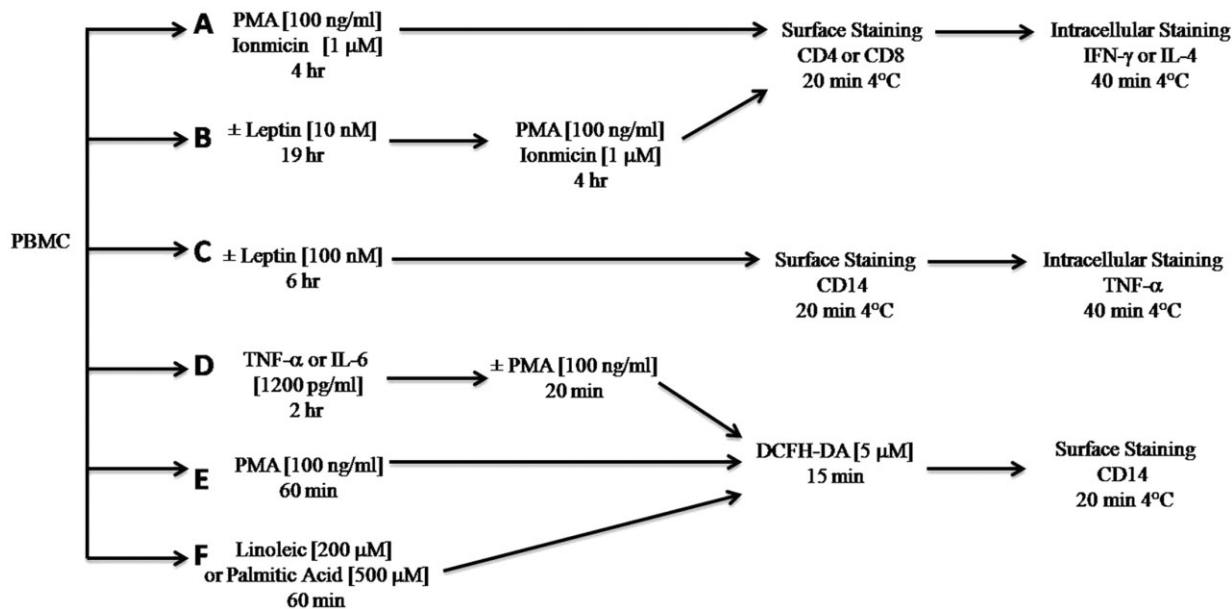 PBMC
A
PMA [100 ng/ml]
Ionmicin [1 μM]
4 hr
Surface Staining
CD4 or CD8
20 min 4°C
Intracellular Staining
IFN-γ or IL-4
40 min 4°C
B
± Leptin [10 nM]
19 hr
PMA [100 ng/ml]
Ionmicin [1 μM]
4 hr
C
± Leptin [100 nM]
6 hr
Surface Staining
CD14
20 min 4°C
Intracellular Staining
TNF-α
40 min 4°C
D
TNF-α or IL-6
[1200 pg/ml]
2 hr
± PMA [100 ng/ml]
20 min
E
PMA [100 ng/ml]
60 min
DCFH-DA [5 μM]
15 min
Surface Staining
CD14
20 min 4°C
F
Linoleic [200 μM]
or Palmitic Acid [500 μM]
60 min